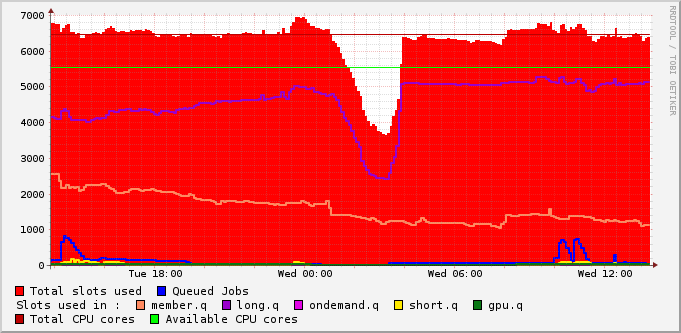 7000
6000
5000
4000
3000
2000
1000
0
Tue 18:00 Wed 00:00 Wed 06:00 Wed 12:00
RRDTOOL / TOBI OETIKER
Total slots used Queued Jobs
Slots used in : member.q long.q ondemand.q short.q gpu.q
Total CPU cores Available CPU cores